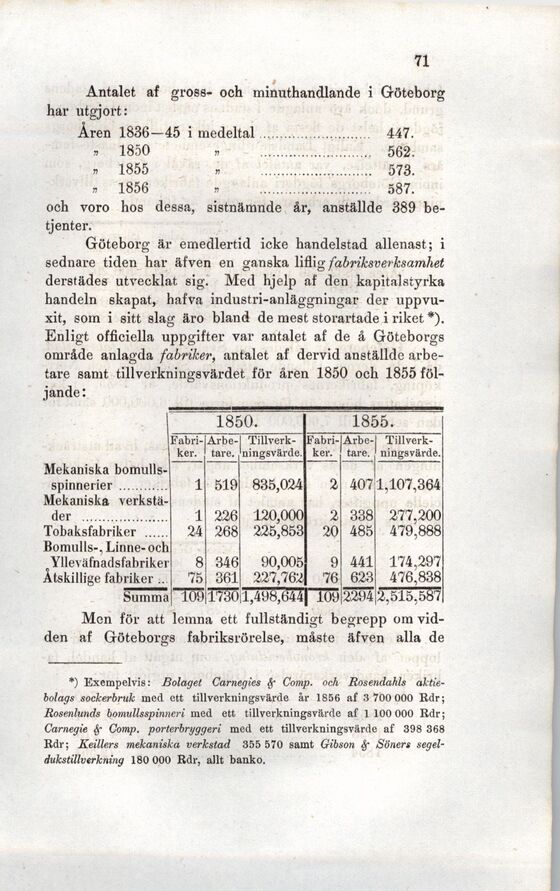 71
Antalet af gross- och minuthandlande i Göteborg
har utgjort:
Åren 1836—45 i medeltal .................... 447.
„ 1850 „ .................... 562.
„ 1855 „ .................... 573.
„ 1856 „ .................... 587.
och voro hos dessa, sistnämnde år, anställde 389 be-
tjenter.
Göteborg är emedlertid icke handelstad allenast; i
sednare tiden har äfven en ganska liflig fabriksverksamhet
derstädes utvecklat sig. Med hjelp af den kapitalstyrka
handeln skapat, hafva industri-anläggningar der uppvu-
xit, som i sitt slag äro bland de mest storartade i riket *).
Enligt officiella uppgifter var antalet af de å Göteborgs
område anlagda fabriker, antalet af dervid anställde arbe-
tare samt tillverkningsvärdet för åren 1850 och 1855 föl-
jande:
1850. 1855.
Fabri- Arbe- Tillverk- Fabri- Arbe- Tillverk-
ker. tare. ningsvärde. ker. tare. ningsvärde.
Mekaniska bomulls-
spinnerier ............ 1 519 835,024 2 407 1,107,364
Mekaniska verkstä-
der .................... 1 226 120,000 2 338 277,200
Tobaksfabriker ...... 24 268 225,853 20 485 479,888
Bomulls-, Linne- och
Ylleväfnadsfabriker 8 346 90,005 9 441 174,297
Åtskillige fabriker .. 75 361 227,762 76 623 476,838
Summa 109 1730 1,498,644 109 2294 2,515,587
Men för att lemna ett fullständigt begrepp om vid-
den af Göteborgs fabriksrörelse, måste äfven alla de
*) Exempelvis: Bolaget Carnegies & Comp. och Rosendahls aktie-
bolags sockerbruk med ett tillverkningsvärde år 1856 af 3 700 000 Rdr;
Rosenlunds bomullsspinneri med ett tillverkningsvärde af 1 100 000 Rdr;
Carnegie & Comp. porterbryggeri med ett tillverkningsvärde af 398 368
Rdr; Keillers mekaniska verkstad 355 570 samt Gibson & Söners segel-
dukstillverkning 180 000 Rdr, allt banko.